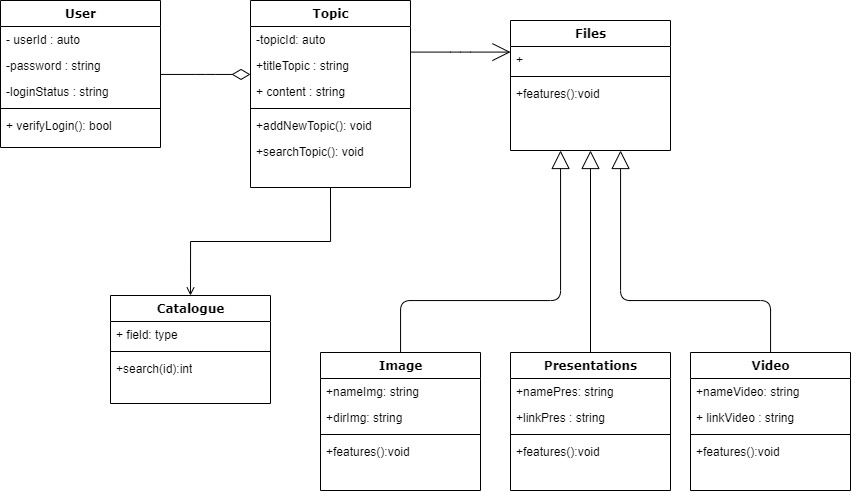 User
- userId : auto
-password : string
-loginStatus : string
+ verifyLogin(): bool
Topic
-topicId: auto
+titleTopic : string
+ content : string
+addNewTopic(): void
+searchTopic(): void
Files
+
+features():void
Catalogue
+ field: type
+search(id):int
Image
+nameImg: string
+dirImg: string
+features():void
Presentations
+namePres: string
+linkPres : string
+features():void
Video
+nameVideo: string
+ linkVideo : string
+features():void